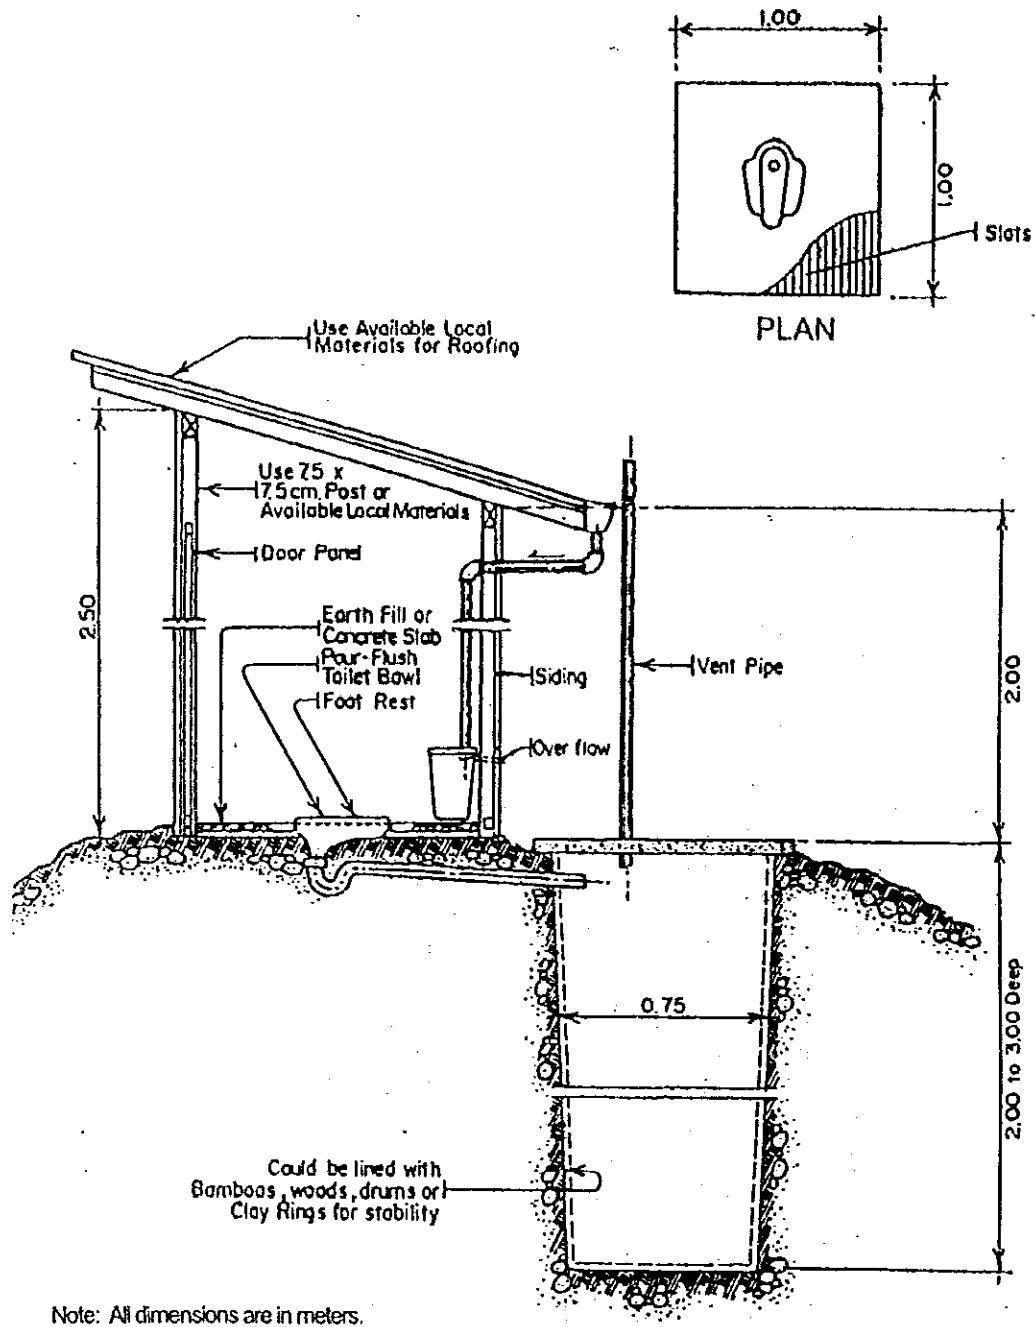 1.00
1.00
Slats
PLAN
Use Available Local
Materials for Roofing
Use 7.5 x
7.5cm. Post or
Available Local Materials
Door Panel
2.50
Earth Fill or
Concrete Slab
Pour-Flush
Toilet Bowl
Foot Rest
Siding
Over flow
Vent Pipe
2.00
0.75
2.00 to 3.00 Deep
Could be lined with
Bamboos, woods, drums or
Clay Rings for stability
Note: All dimensions are in meters.